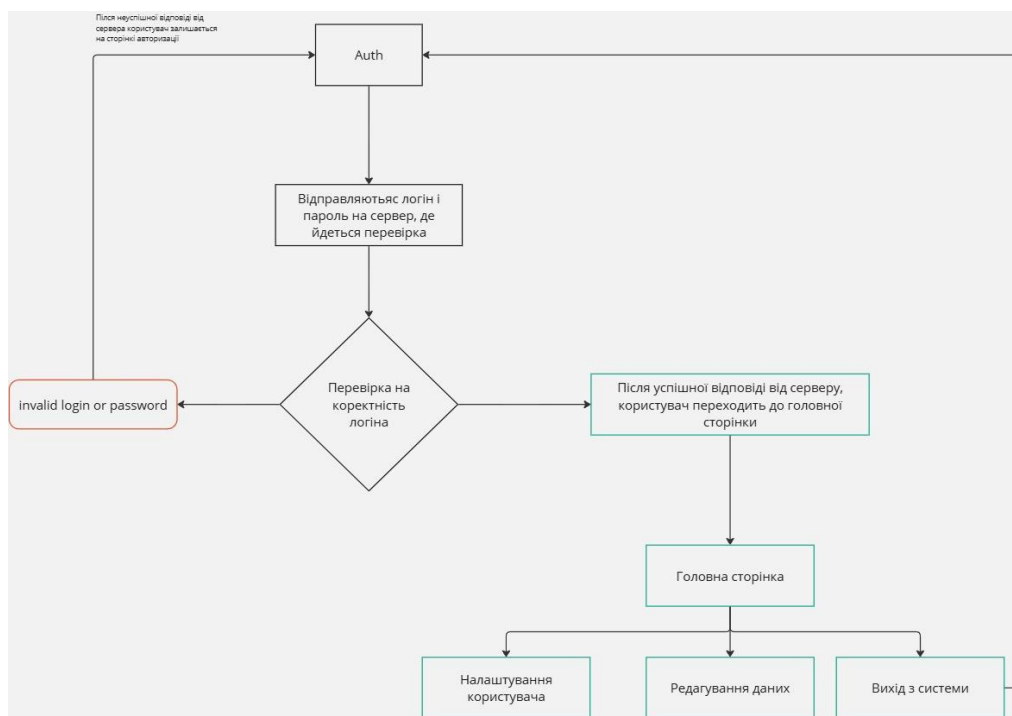 Пілся неуспішної відповіді від
сервера користувач залишається
на сторінкі авторизації
Auth
Відправляютьяс логін і
пароль на сервер, де
йдеться перевірка
Перевірка на
коректність
логіна
invalid login or password
Після успішної відповіді від серверу,
користувач переходить до головної
сторінки
Головна сторінка
Налаштування
користувача
Редагування даних
Вихід з системи